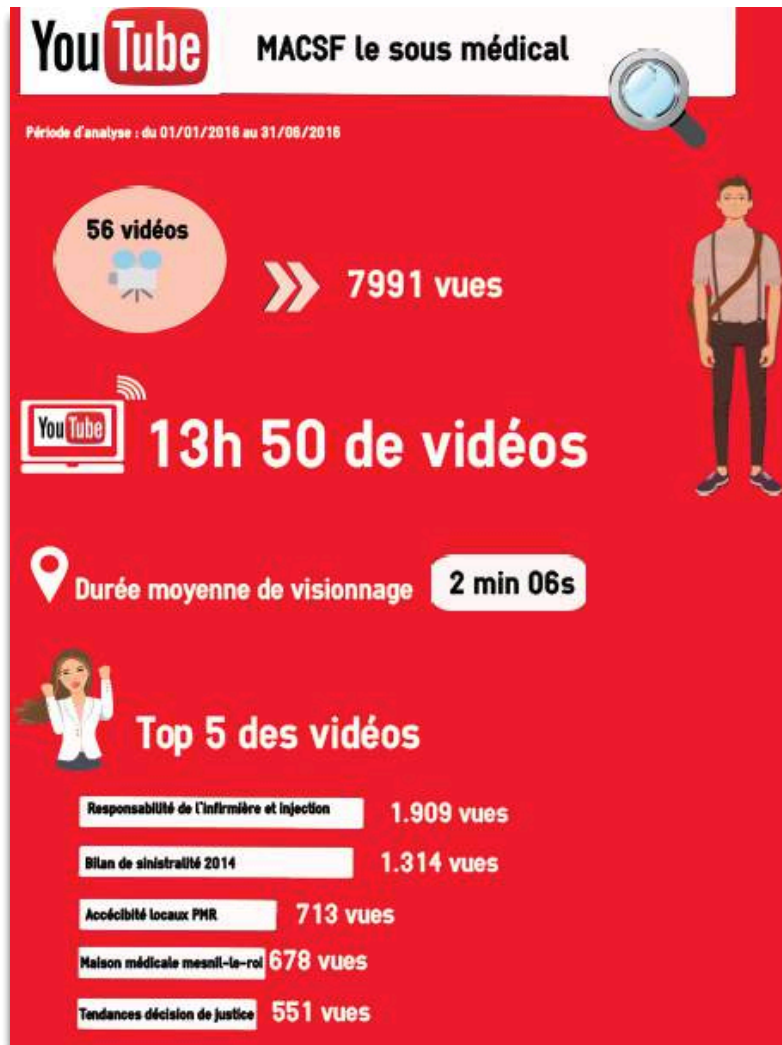 YouTube
MACSF le sous médical
Période d'analyse : du 01/01/2016 au 31/06/2016
56 vidéos
7991 vues
YouTube
13h 50 de vidéos
Durée moyenne de visionnage
2 min 06s
Top 5 des vidéos
Responsabilité de l'infirmière et injection 1.909 vues
Bilan de sinistralité 2014 1.314 vues
Accécibité locaux PMR 713 vues
Maison médicale mesnil-le-roi 678 vues
Tendances décision de justice 551 vues